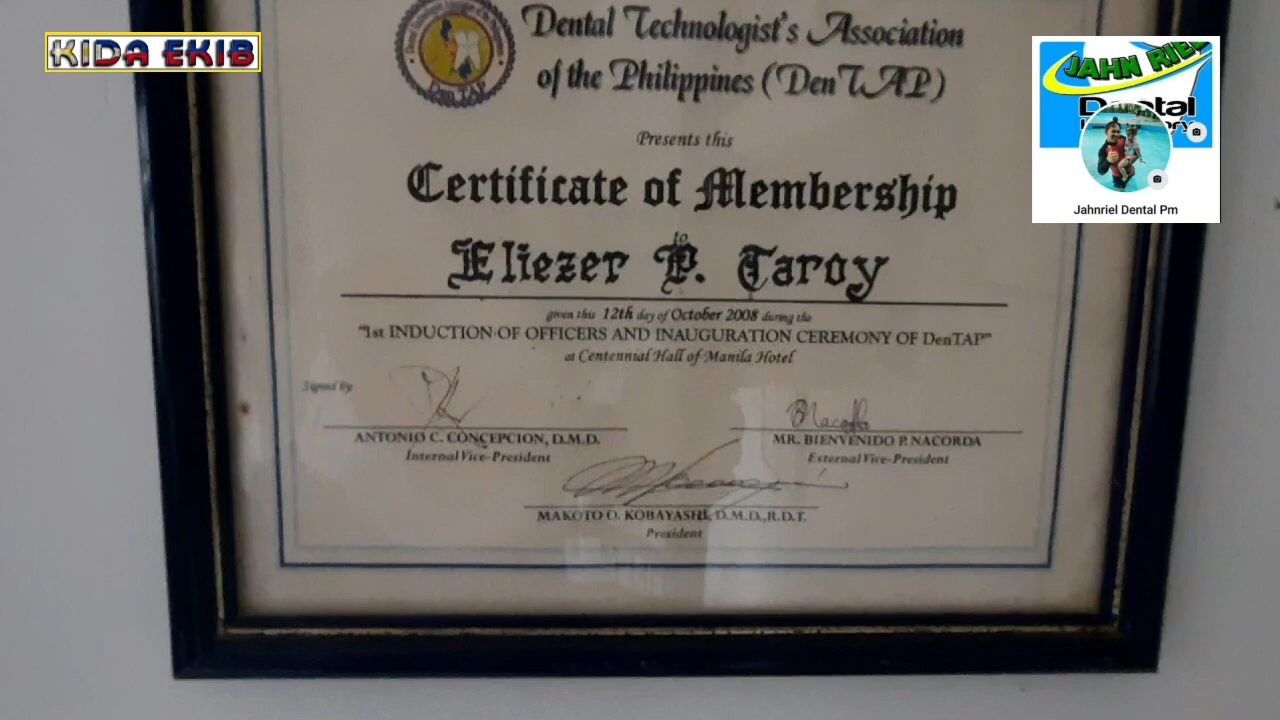 KIDA EKIB
Dental Technologist's Association
of the Philippines (DenTAP)
DenTAP
Presents this
Certificate of Membership
to
Eliezer P. Taroy
given this 12th day of October 2008 during the
"1st INDUCTION OF OFFICERS AND INAUGURATION CEREMONY OF DenTAP"
at Centennial Hall of Manila Hotel
Signed By
ANTONIO C. CONCEPCION, D.M.D.
Internal Vice-President
MR. BIENVENIDO P. NACORDA
External Vice-President
MAKOTO O. KOBAYASHI, D.M.D.,R.D.T.
President
JAHN RIEL
Dental
Jahnriel Dental Pm